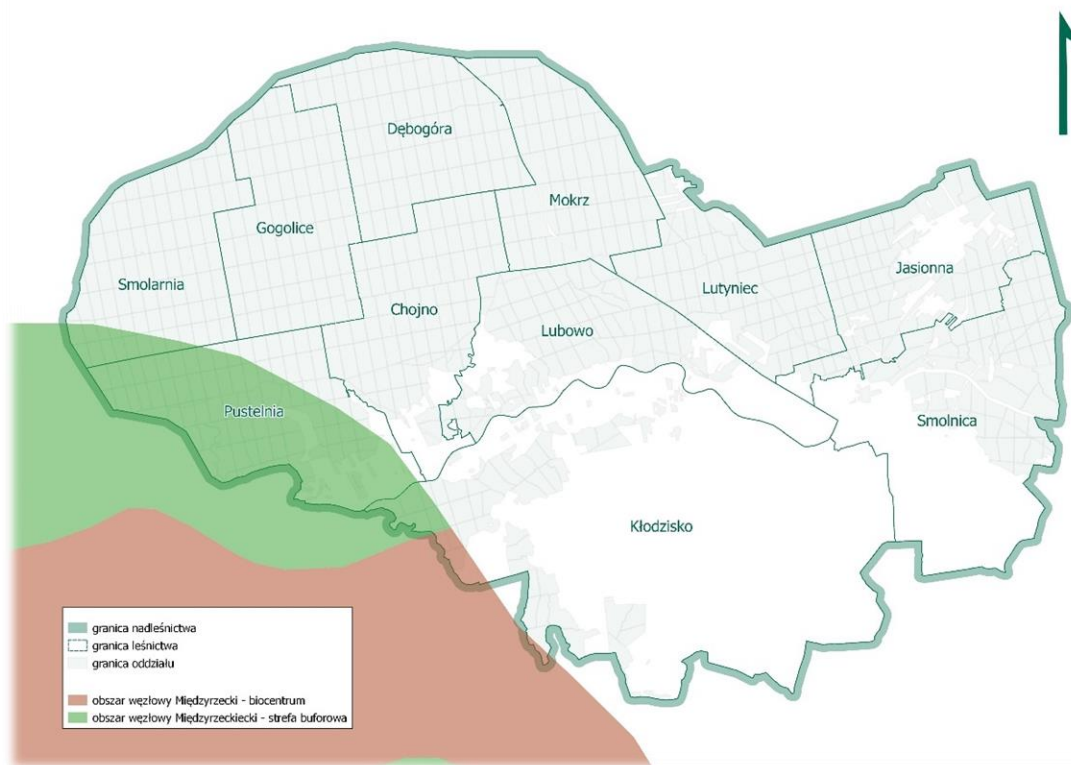 Dębogóra
Mokrz
Gogolice
Jasionna
Smolarnia
Lutyniec
Chojno
Lubowo
Pustelnia
Smolnica
Kłodzisko
granica nadleśnictwa
granica leśnictwa
granica oddziału
obszar węzłowy Międzyrzecki - biocentrum
obszar węzłowy Międzyrzeckiecki - strefa buforowa